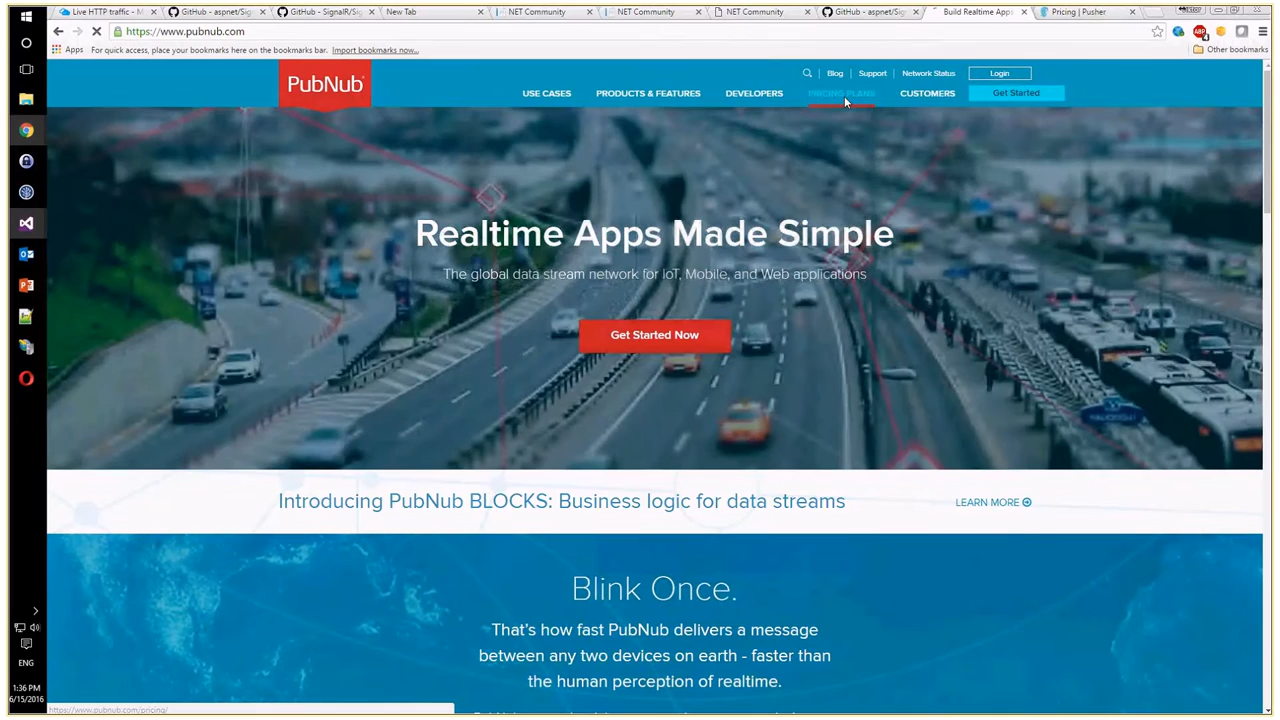 Live HTTP traffic - M
GitHub - aspnet/Sig
GitHub - SignalR/Sig
New Tab
NET Community
NET Community
NET Community
GitHub - aspnet/Sig
Build Realtime Apps
Pricing | Pusher
https://www.pubnub.com
Apps
For quick access, place your bookmarks here on the bookmarks bar. Import bookmarks now...
Other bookmarks
PubNub
Blog
Support
Network Status
Login
USE CASES
PRODUCTS & FEATURES
DEVELOPERS
PRICING PLANS
CUSTOMERS
Get Started
Realtime Apps Made Simple
The global data stream network for IoT, Mobile, and Web applications
Get Started Now
Introducing PubNub BLOCKS: Business logic for data streams
LEARN MORE
Blink Once.
That's how fast PubNub delivers a message
between any two devices on earth - faster than
the human perception of realtime.
https://www.pubnub.com/pricing/
ENG
1:36 PM
6/15/2016